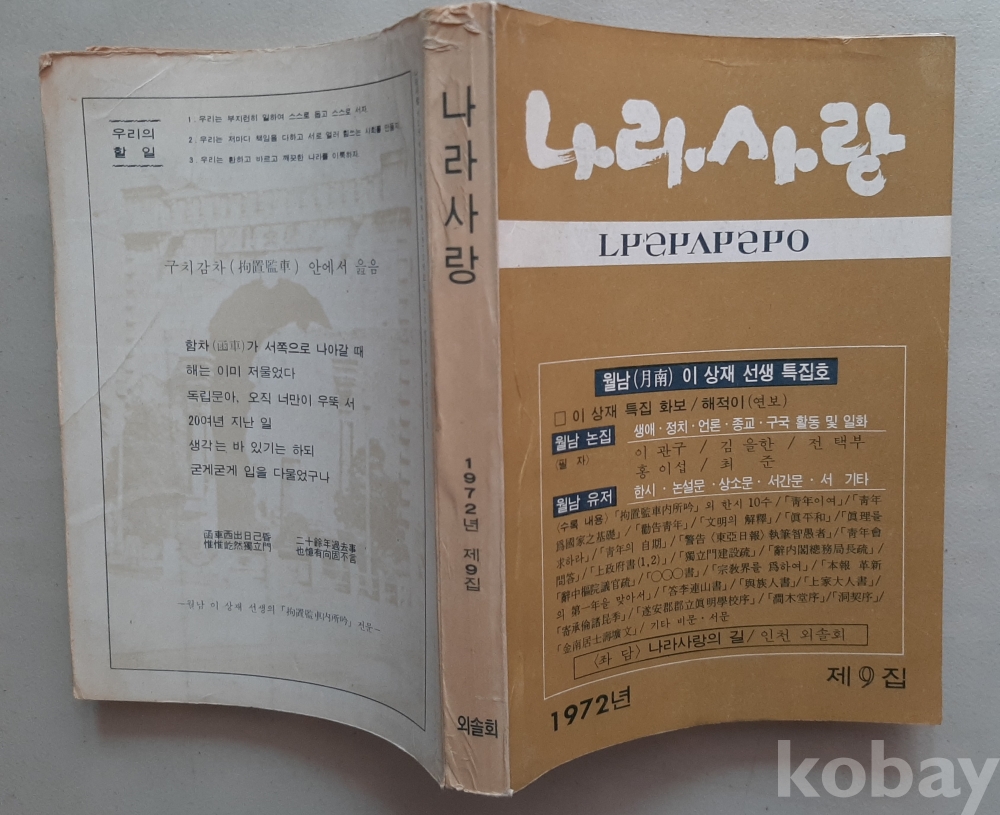 우리의
할 일
1. 우리는 부지런히 일하여 스스로 돕고 스스로 서자.
2. 우리는 저마다 책임을 다하고 서로 얼러 힘쓰는 사회를 만들자.
3. 우리는 환하고 바르고 깨끗한 나라를 이룩하자.
구치감차(拘置監車) 안에서 읊음
함차(函車)가 서쪽으로 나아갈 때
해는 이미 저물었다
독립문아, 오직 너만이 우뚝 서
20여년 지난 일
생각는 바 있기는 하되
굳게굳게 입을 다물었구나
函車西出日己昏
惟惟屹然獨立門
二十餘年過去事
也惟有向固不言
—월남 이 상재 선생의「拘置監車內所吟」전문—
나라사랑
1972년 제9집
외솔회
나라사랑
ㄴㅏㄹㅏㅅㅏㄹㅏㅇ
월남(月南) 이 상재 선생 특집호
□ 이 상재 특집 화보/해적이(연보)
월남 논집 생애·정치·언론·종교·구국 활동 및 일화
(필 자) 이 관구 / 김 을한 / 전 택부
홍 이섭 / 최 준
월남 유저 한시·논설문·상소문·서간문·서 기타
〈수록 내용〉「拘置監車內所吟」외 한시 10수/「靑年이여」/「靑年
爲國家之基礎」/「勸告靑年」/「文明의 解釋」/「眞平和」/「眞理를
求하라」/「靑年의 自期」/「警告〈東亞日報〉執筆智愚者」/「靑年會
問答」/「上政府書(1.2)」/「獨立門建設疏」/「辭內閣總務局長疏」/
「辭中樞院議官疏」/「○○○書」/「宗敎界를 爲하여」/「本報 革新
의 第一年을 맞아서」/「答李連山書」/「與族人書」/「上家大人書」/
「寄承倫諸昆季」/「遂安郡郡立眞明學校序」/「潤木堂序」/「洞契序」/
「金南居士壽壙文」/ 기타 비문·서문
〈좌 담〉 나라사랑의 길/인천 외솔회
1972년
제9집
kobay